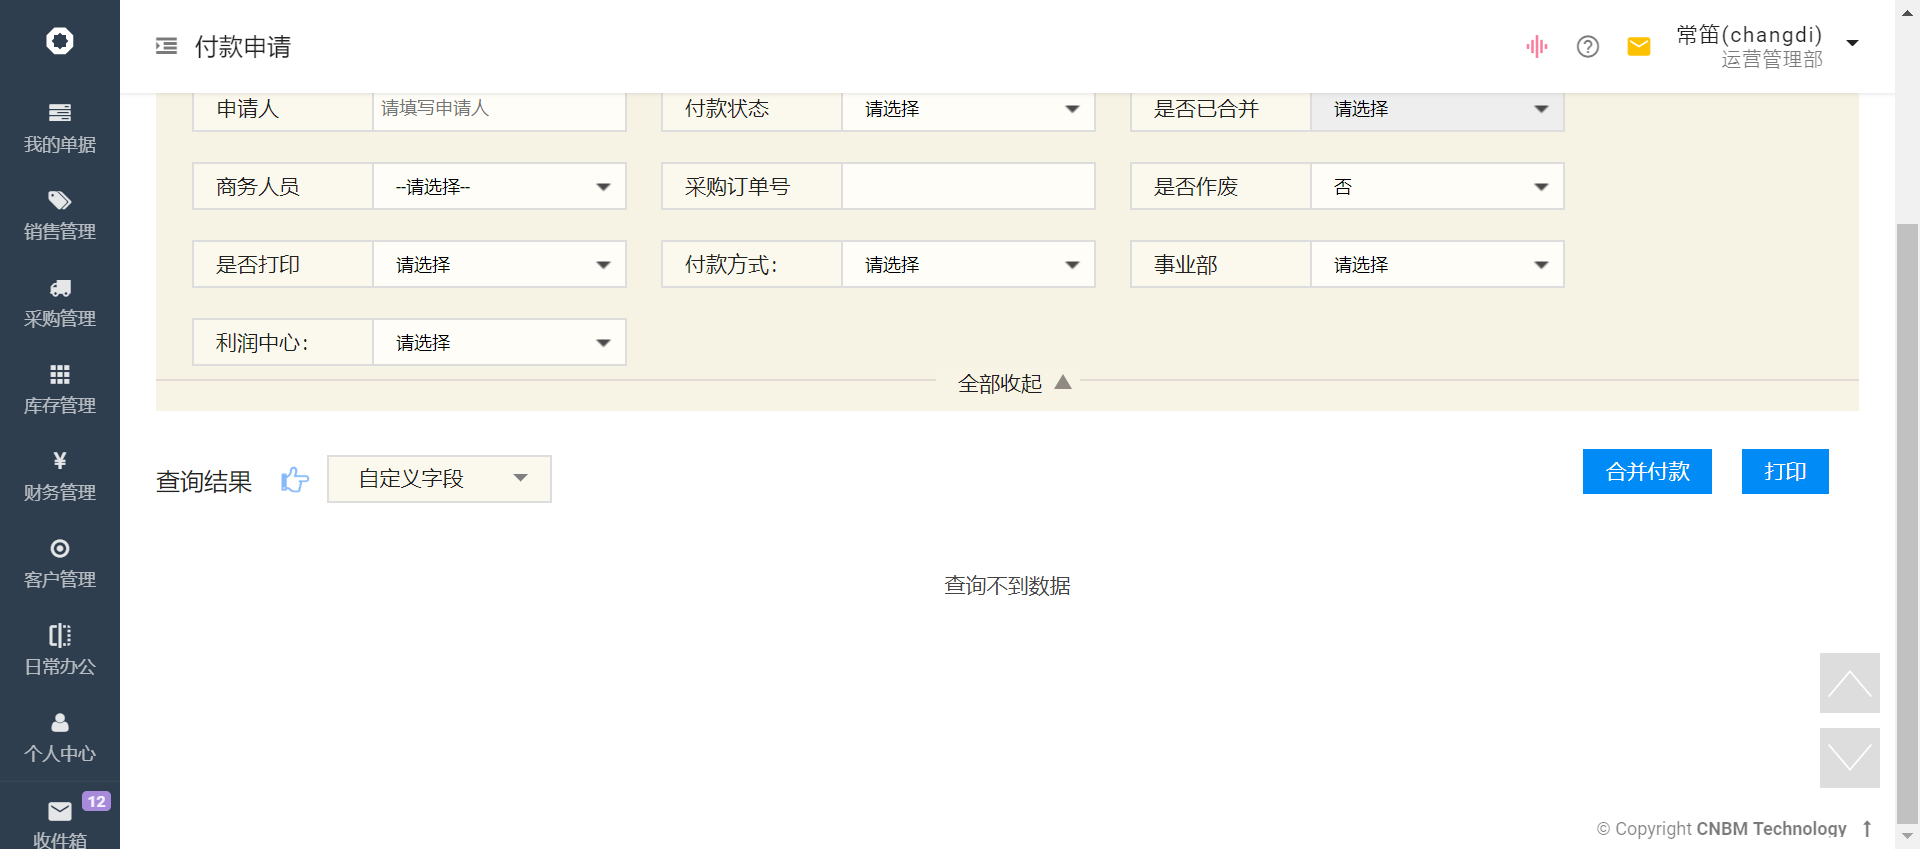 付款申请
常笛(changdi)
运营管理部
我的单据
销售管理
采购管理
库存管理
财务管理
客户管理
日常办公
个人中心
12
收件箱
申请人 请填写申请人 付款状态 请选择 是否已合并 请选择
商务人员 --请选择-- 采购订单号 是否作废 否
是否打印 请选择 付款方式: 请选择 事业部 请选择
利润中心: 请选择
全部收起
查询结果 自定义字段 合并付款 打印
查询不到数据
© Copyright CNBM Technology